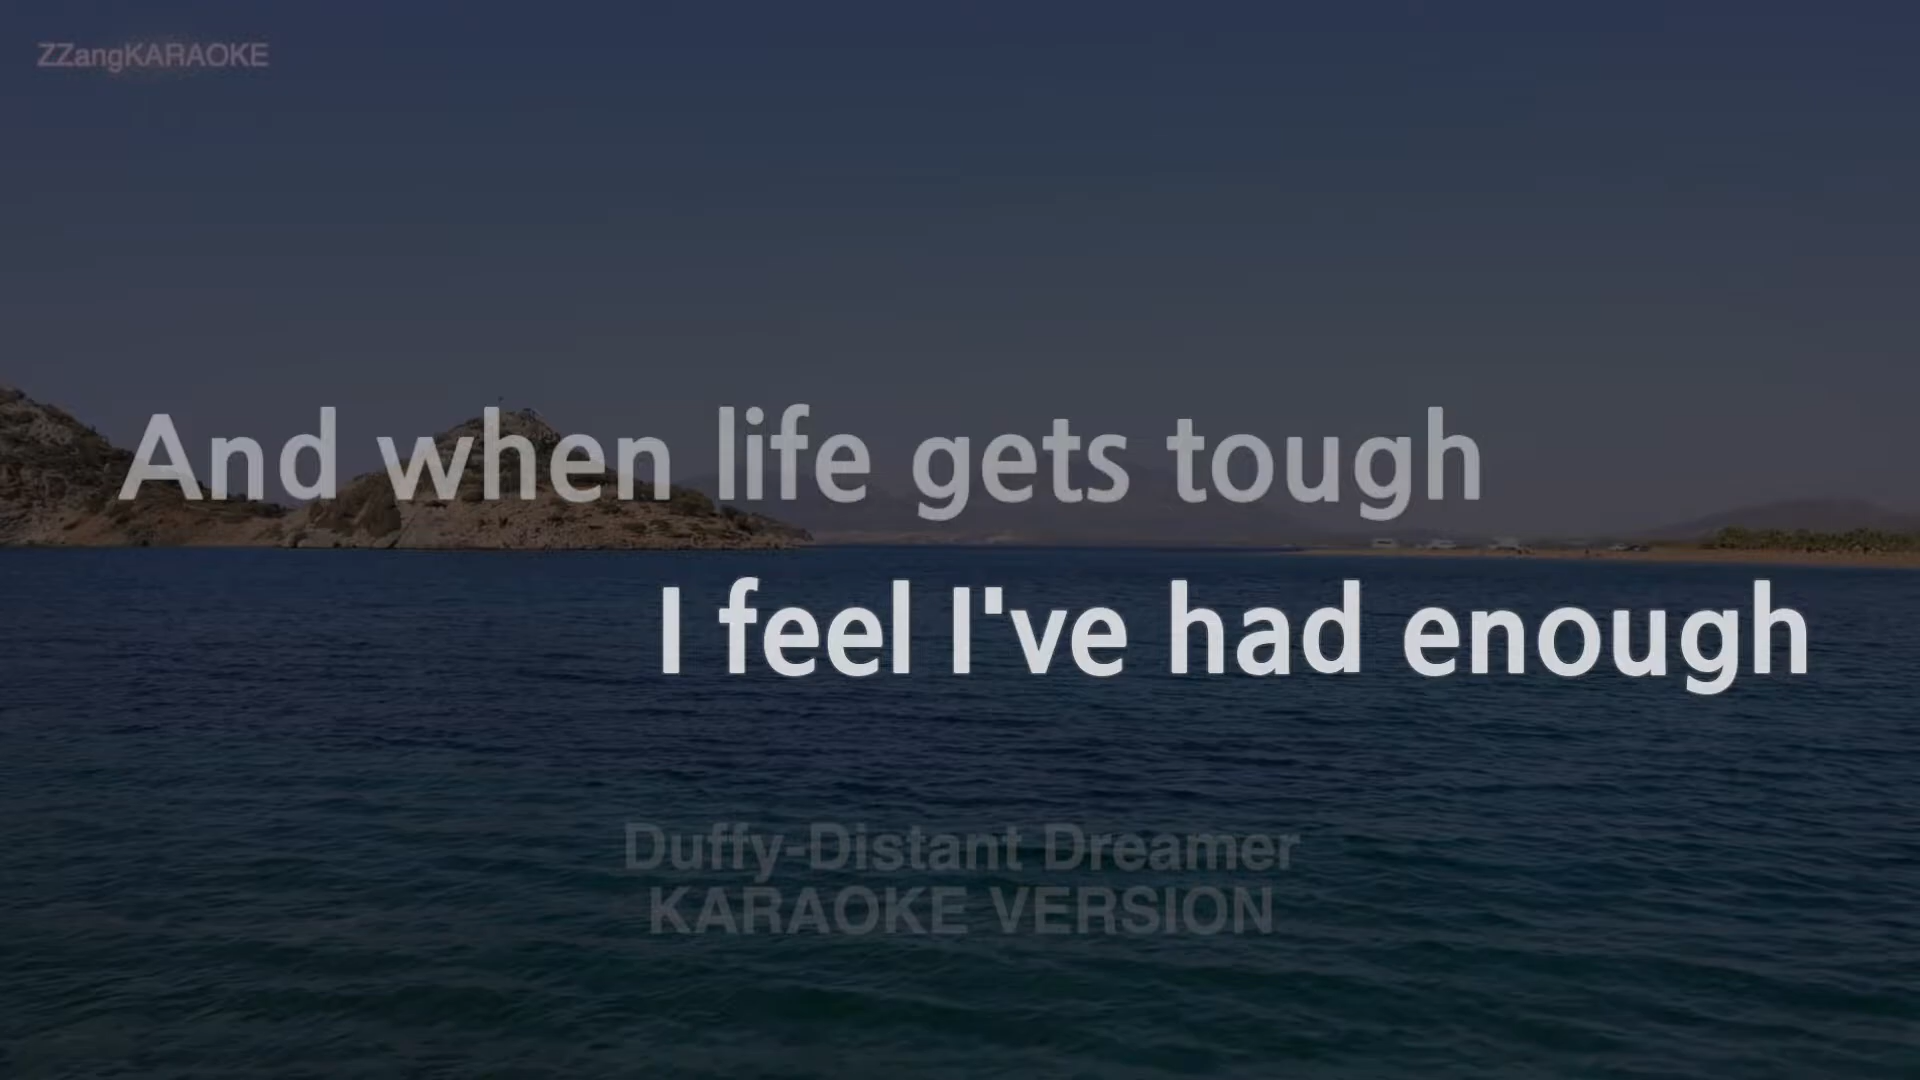 ZZangKARAOKE
And when life gets tough
I feel I've had enough
Duffy-Distant Dreamer
KARAOKE VERSION